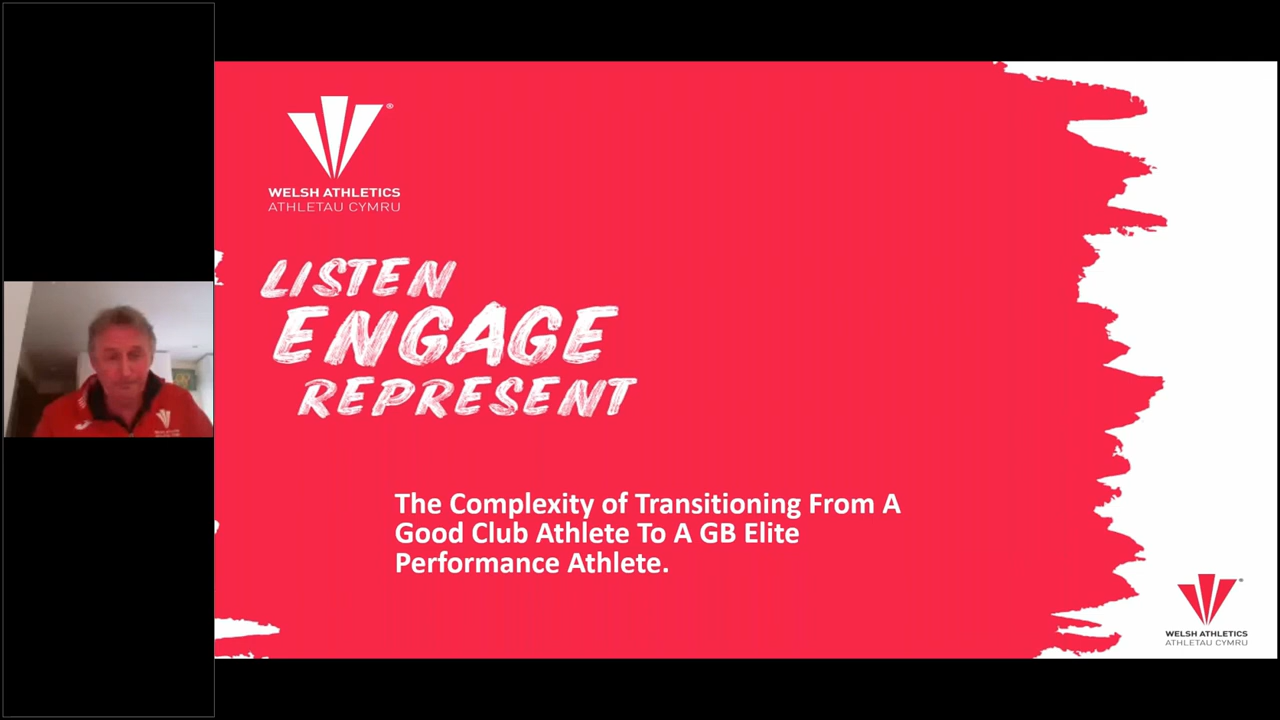 ®
WELSH ATHLETICS
ATHLETAU CYMRU
LISTEN
ENGAGE
REPRESENT
The Complexity of Transitioning From A
Good Club Athlete To A GB Elite
Performance Athlete.
®
WELSH ATHLETICS
ATHLETAU CYMRU